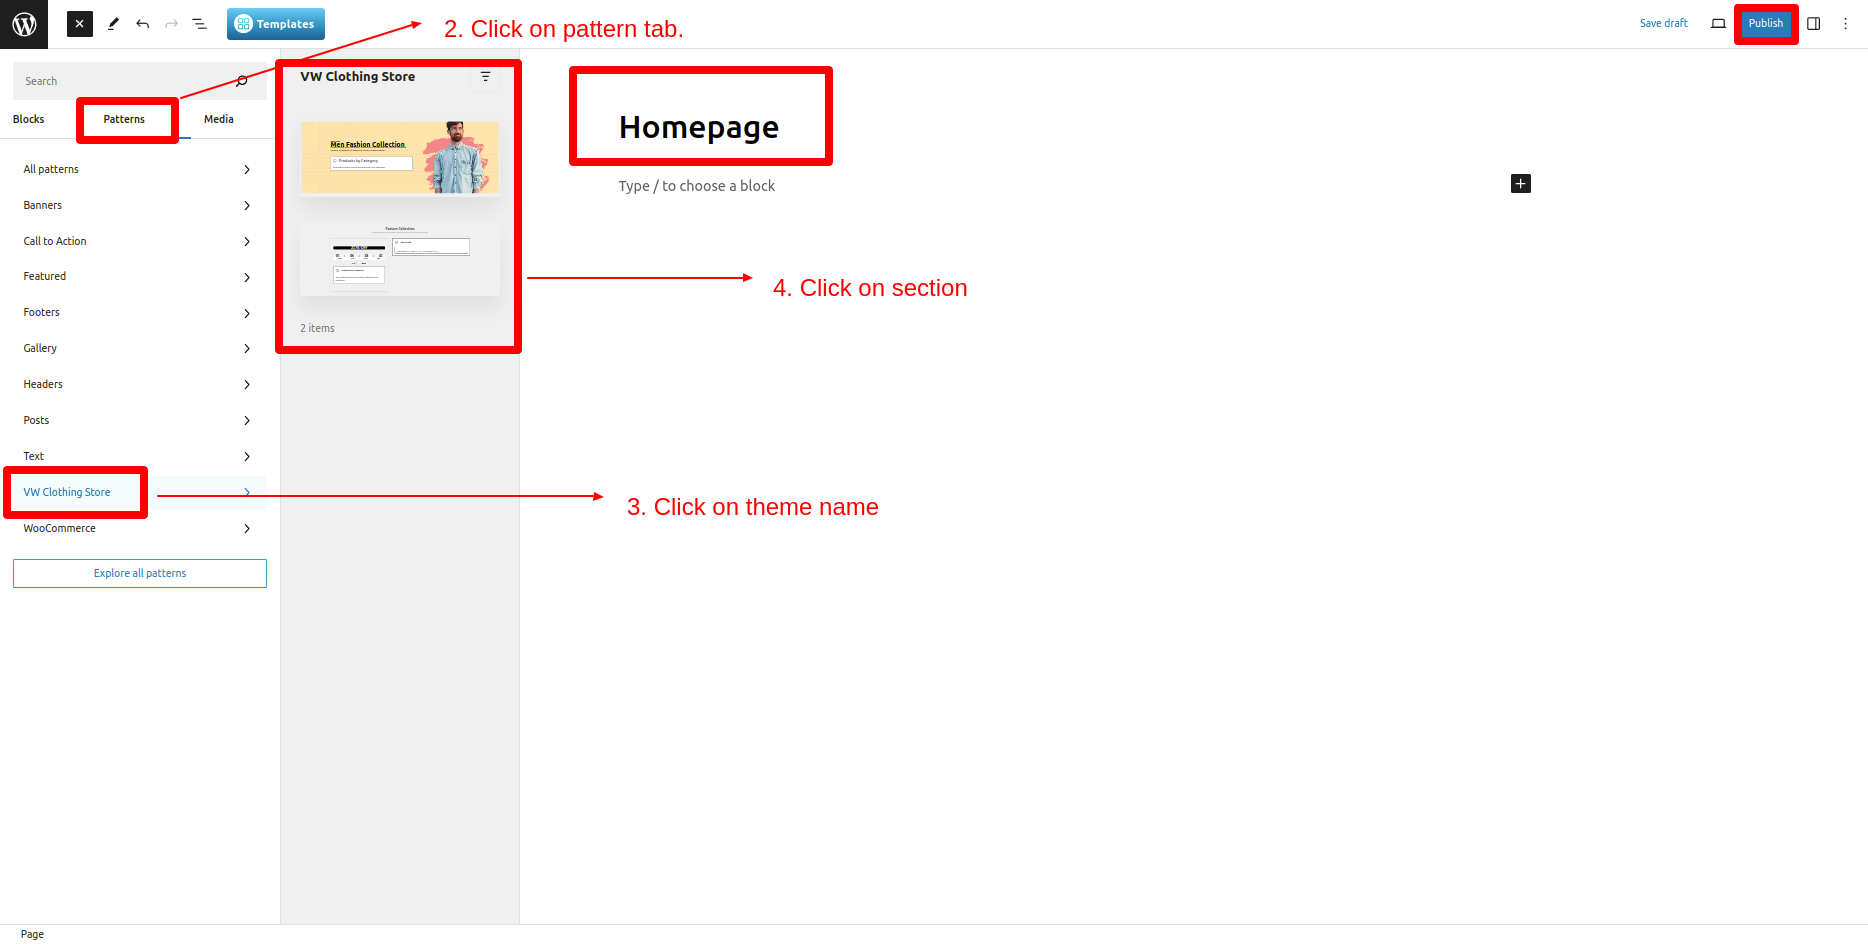 Templates
2. Click on pattern tab.
Save draft
Publish
Search
Blocks
Patterns
Media
All patterns
Banners
Call to Action
Featured
Footers
Gallery
Headers
Posts
Text
VW Clothing Store
WooCommerce
Explore all patterns
VW Clothing Store
Men Fashion Collection
Products by Category
Feature Collection
2 items
Homepage
Type / to choose a block
4. Click on section
3. Click on theme name
Page